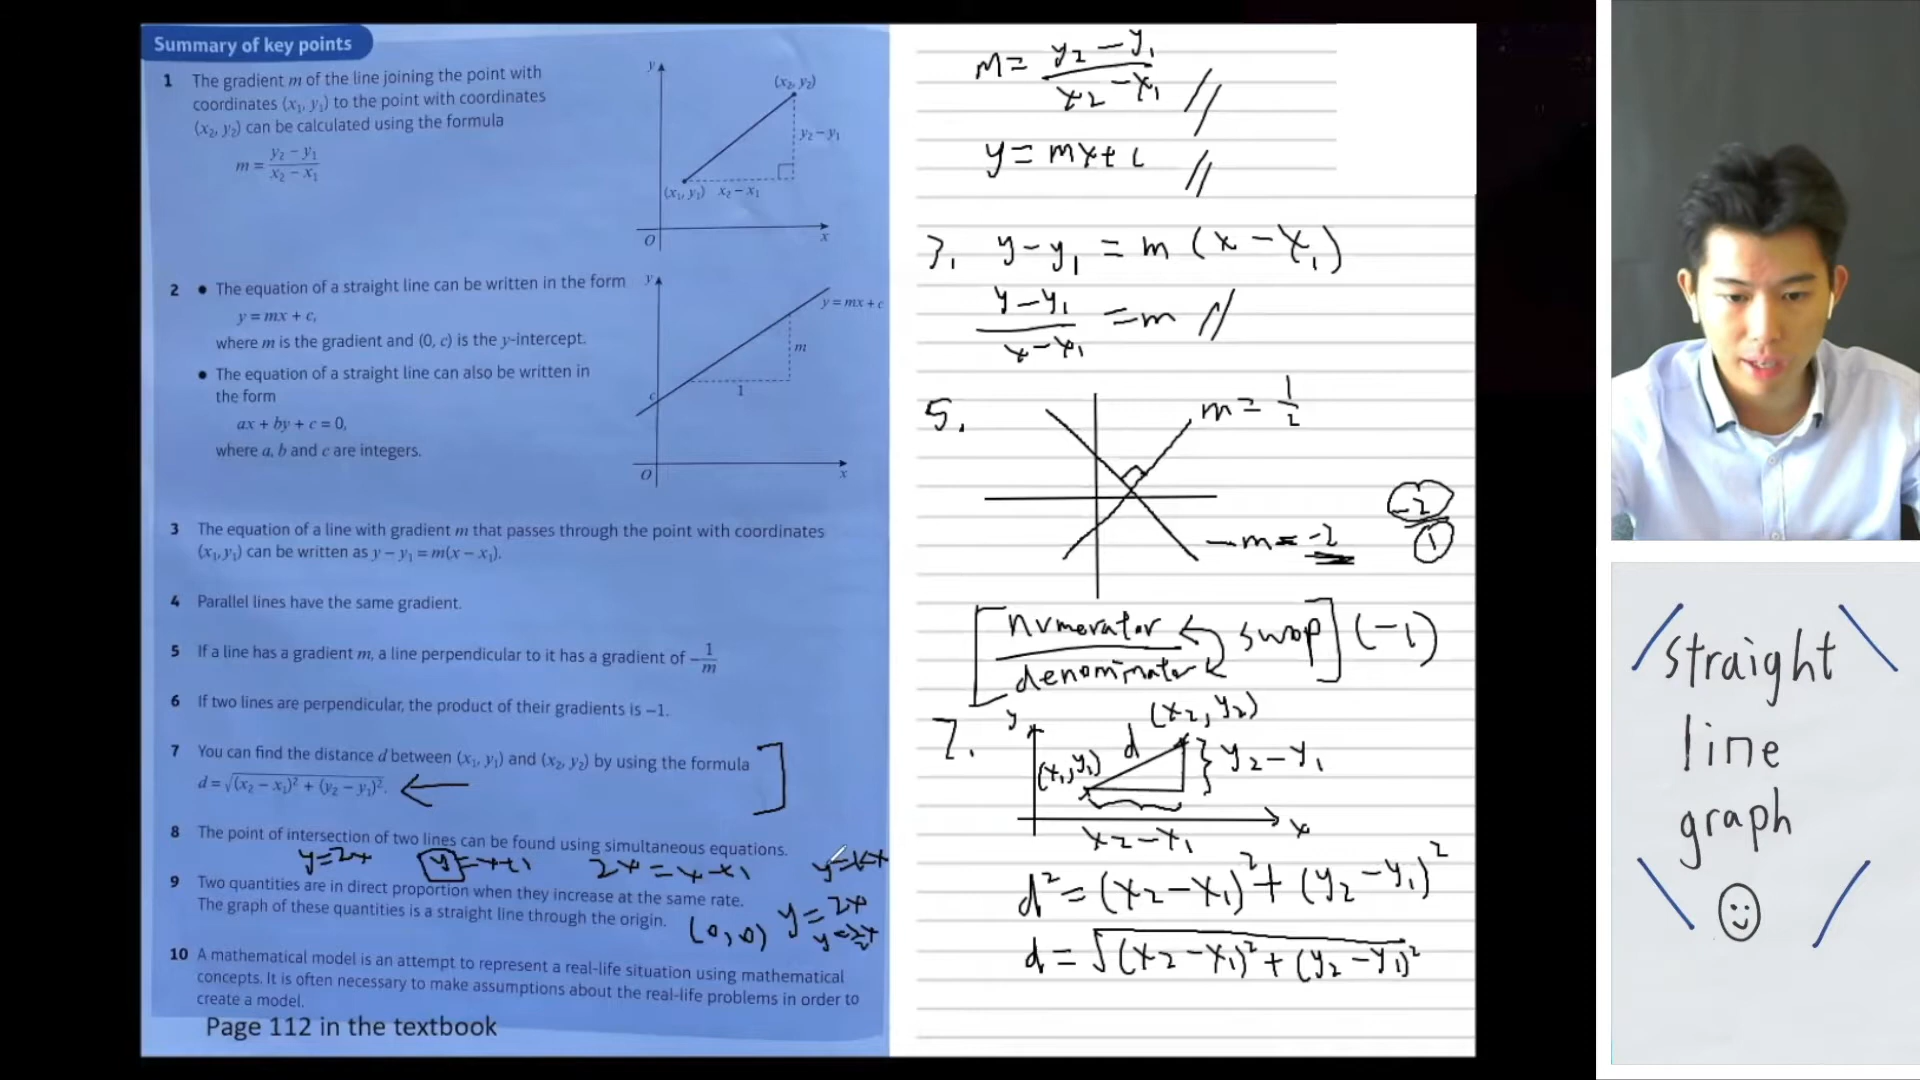 Summary of key points
1 The gradient m of the line joining the point with
coordinates (x₁, y₁) to the point with coordinates
(x₂, y₂) can be calculated using the formula
m = y₂ − y₁ / x₂ − x₁
y
(x₂, y₂)
y₂ − y₁
(x₁, y₁) x₂ − x₁
O x
2 • The equation of a straight line can be written in the form
y = mx + c,
where m is the gradient and (0, c) is the y-intercept.
• The equation of a straight line can also be written in
the form
ax + by + c = 0,
where a, b and c are integers.
y
y = mx + c
m
1
c
O x
3 The equation of a line with gradient m that passes through the point with coordinates
(x₁, y₁) can be written as y − y₁ = m(x − x₁).
4 Parallel lines have the same gradient.
5 If a line has a gradient m, a line perpendicular to it has a gradient of −1/m
6 If two lines are perpendicular, the product of their gradients is −1.
7 You can find the distance d between (x₁, y₁) and (x₂, y₂) by using the formula
d = √(x₂ − x₁)² + (y₂ − y₁)².
8 The point of intersection of two lines can be found using simultaneous equations.
y=2x y=x+1
9 Two quantities are in direct proportion when they increase at the same rate.
The graph of these quantities is a straight line through the origin.
(0,0) y=2x
10 A mathematical model is an attempt to represent a real-life situation using mathematical
concepts. It is often necessary to make assumptions about the real-life problems in order to
create a model.
Page 112 in the textbook
m = y₂ − y₁ / x₂ − x₁ //
y = mx + c //
3. y − y₁ = m (x − x₁)
y − y₁ / x − x₁ = m //
5. m = 1/2
m = -2
-2 / 1
[numerator / denominator swap] (−1)
7. y
(x₂, y₂)
(x₁, y₁) d } y₂ − y₁
x₂ − x₁ x
d² = (x₂ − x₁)² + (y₂ − y₁)²
d = √(x₂ − x₁)² + (y₂ − y₁)²
straight
line
graph